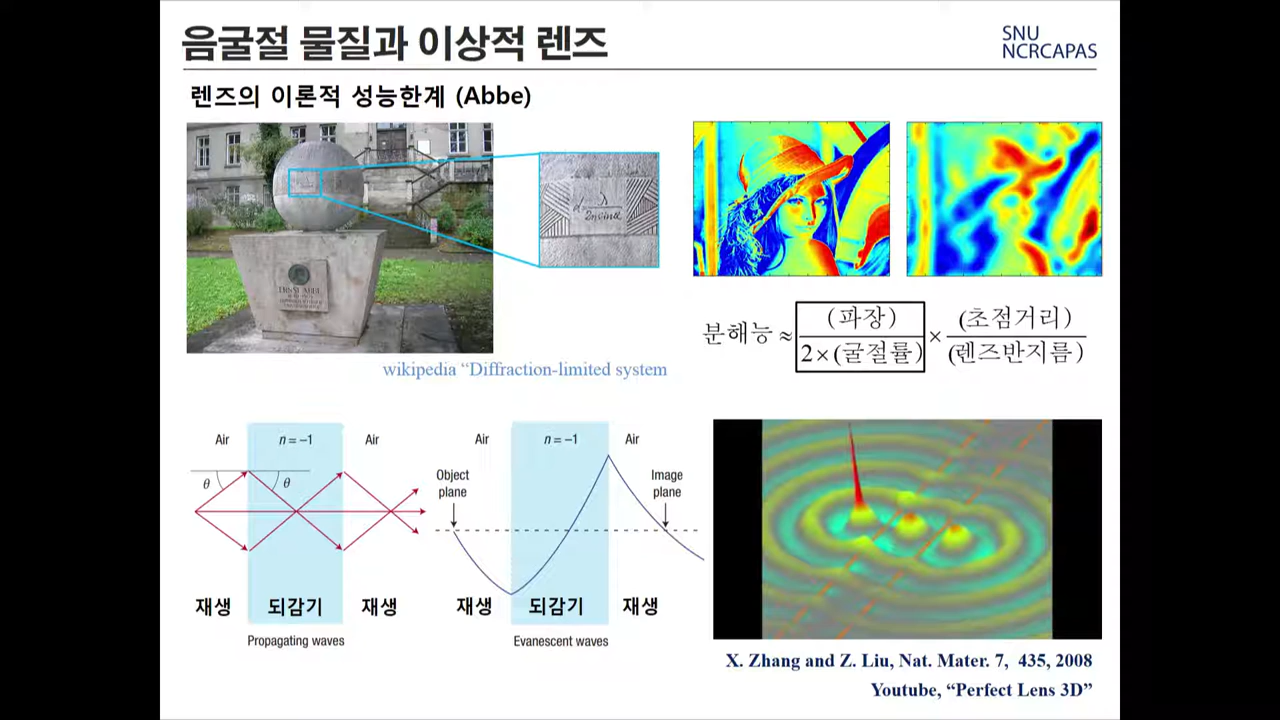 음굴절 물질과 이상적 렌즈
SNU
NCRCAPAS
렌즈의 이론적 성능한계 (Abbe)
ERNST ABBE
d = λ / 2n sin α
wikipedia “Diffraction-limited system
분해능 ≈ (파장) / 2×(굴절률) × (초점거리) / (렌즈반지름)
Air
n = −1
Air
θ
θ
재생
되감기
재생
Propagating waves
Air
n = −1
Air
Object
plane
Image
plane
재생
되감기
재생
Evanescent waves
X. Zhang and Z. Liu, Nat. Mater. 7, 435, 2008
Youtube, “Perfect Lens 3D”